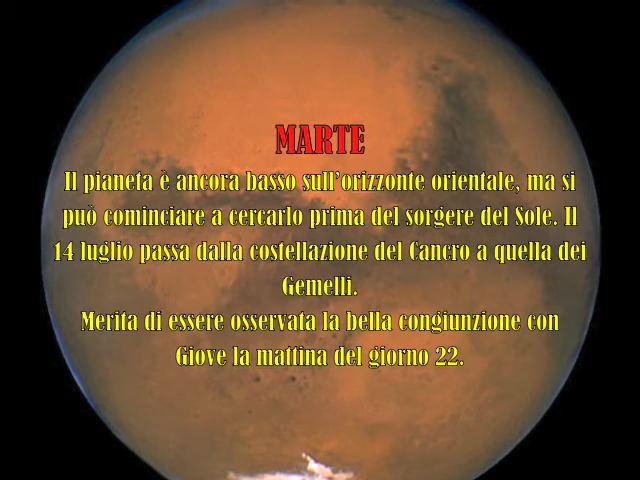 MARTE
Il pianeta è ancora basso sull'orizzonte orientale, ma si
può cominciare a cercarlo prima del sorgere del Sole. Il
14 luglio passa dalla costellazione del Cancro a quella dei
Gemelli.
Merita di essere osservata la bella congiunzione con
Giove la mattina del giorno 22.